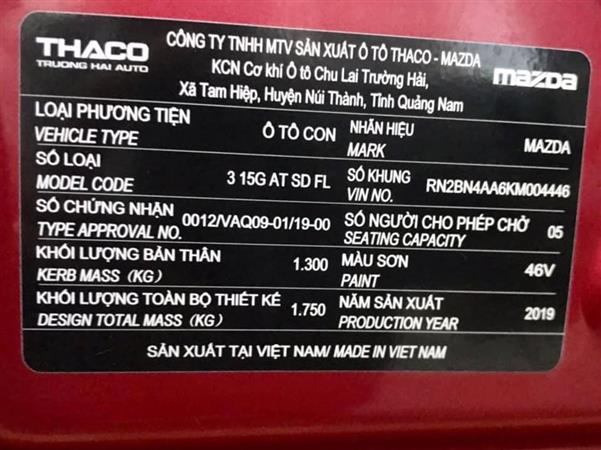 THACO
TRUONG HAI AUTO
CÔNG TY TNHH MTV SẢN XUẤT Ô TÔ THACO - MAZDA
KCN Cơ khí Ô tô Chu Lai Trường Hải,
Xã Tam Hiệp, Huyện Núi Thành, Tỉnh Quảng Nam
mazda
LOẠI PHƯƠNG TIỆN
VEHICLE TYPE
Ô TÔ CON
NHÃN HIỆU
MARK
MAZDA
SỐ LOẠI
MODEL CODE
3 15G AT SD FL
SỐ KHUNG
VIN NO.
RN2BN4AA6KM004446
SỐ CHỨNG NHẬN
TYPE APPROVAL NO.
0012/VAQ09-01/19-00
SỐ NGƯỜI CHO PHÉP CHỞ
SEATING CAPACITY
05
KHỐI LƯỢNG BẢN THÂN
KERB MASS (KG)
1.300
MÀU SƠN
PAINT
46V
KHỐI LƯỢNG TOÀN BỘ THIẾT KẾ
DESIGN TOTAL MASS (KG)
1.750
NĂM SẢN XUẤT
PRODUCTION YEAR
2019
SẢN XUẤT TẠI VIỆT NAM/ MADE IN VIET NAM